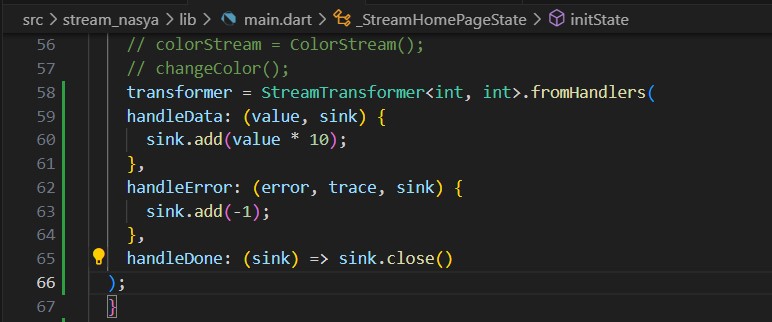 src > stream_nasya > lib > main.dart > _StreamHomePageState > initState
56 // colorStream = ColorStream();
57 // changeColor();
58 transformer = StreamTransformer<int, int>.fromHandlers(
59 handleData: (value, sink) {
60 sink.add(value * 10);
61 },
62 handleError: (error, trace, sink) {
63 sink.add(-1);
64 },
65 handleDone: (sink) => sink.close()
66 );
67 }